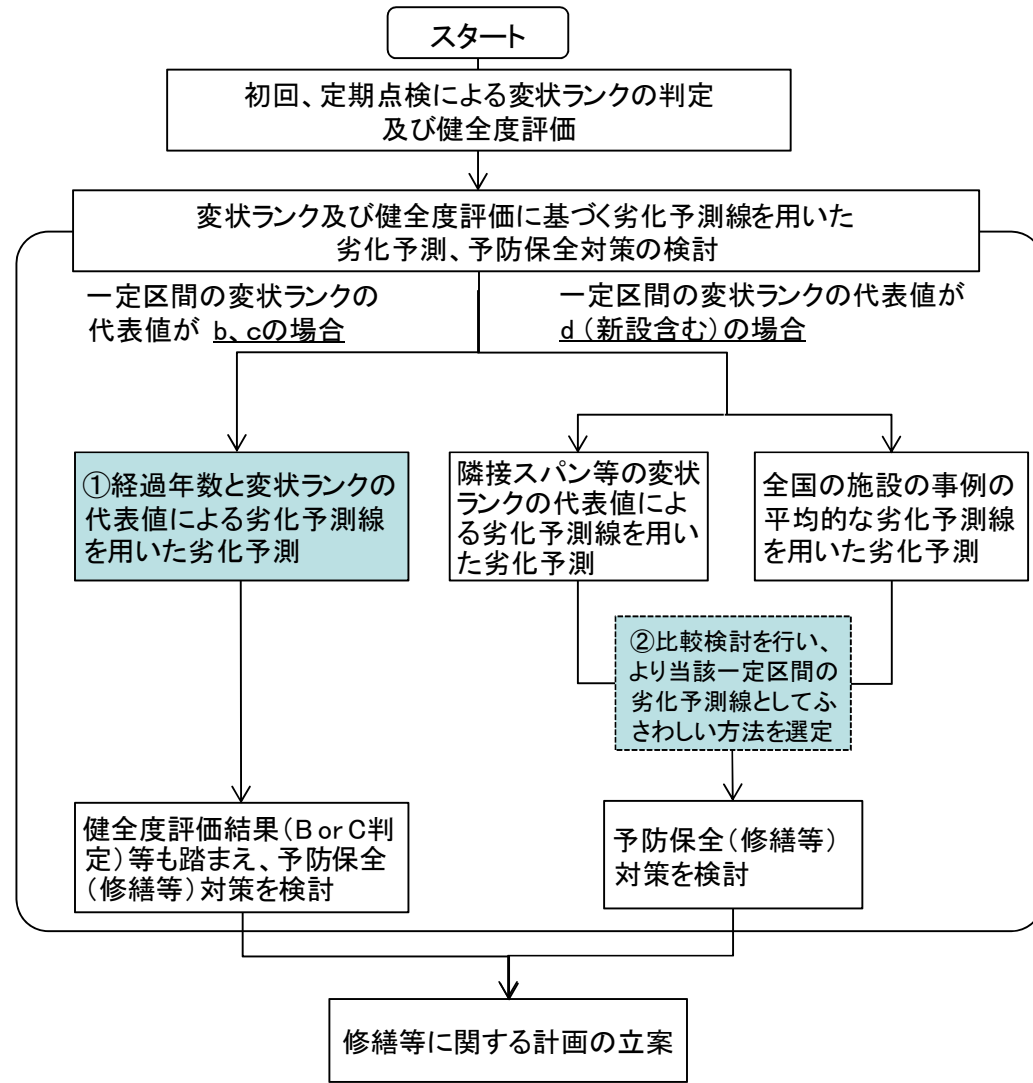 スタート
初回、定期点検による変状ランクの判定
及び健全度評価
変状ランク及び健全度評価に基づく劣化予測線を用いた
劣化予測、予防保全対策の検討
一定区間の変状ランクの
代表値が b、cの場合
一定区間の変状ランクの代表値が
d（新設含む）の場合
①経過年数と変状ランクの
代表値による劣化予測線
を用いた劣化予測
隣接スパン等の変状
ランクの代表値によ
る劣化予測線を用い
た劣化予測
全国の施設の事例の
平均的な劣化予測線
を用いた劣化予測
②比較検討を行い、
より当該一定区間の
劣化予測線としてふ
さわしい方法を選定
健全度評価結果（B or C判
定）等も踏まえ、予防保全
（修繕等）対策を検討
予防保全（修繕等）
対策を検討
修繕等に関する計画の立案